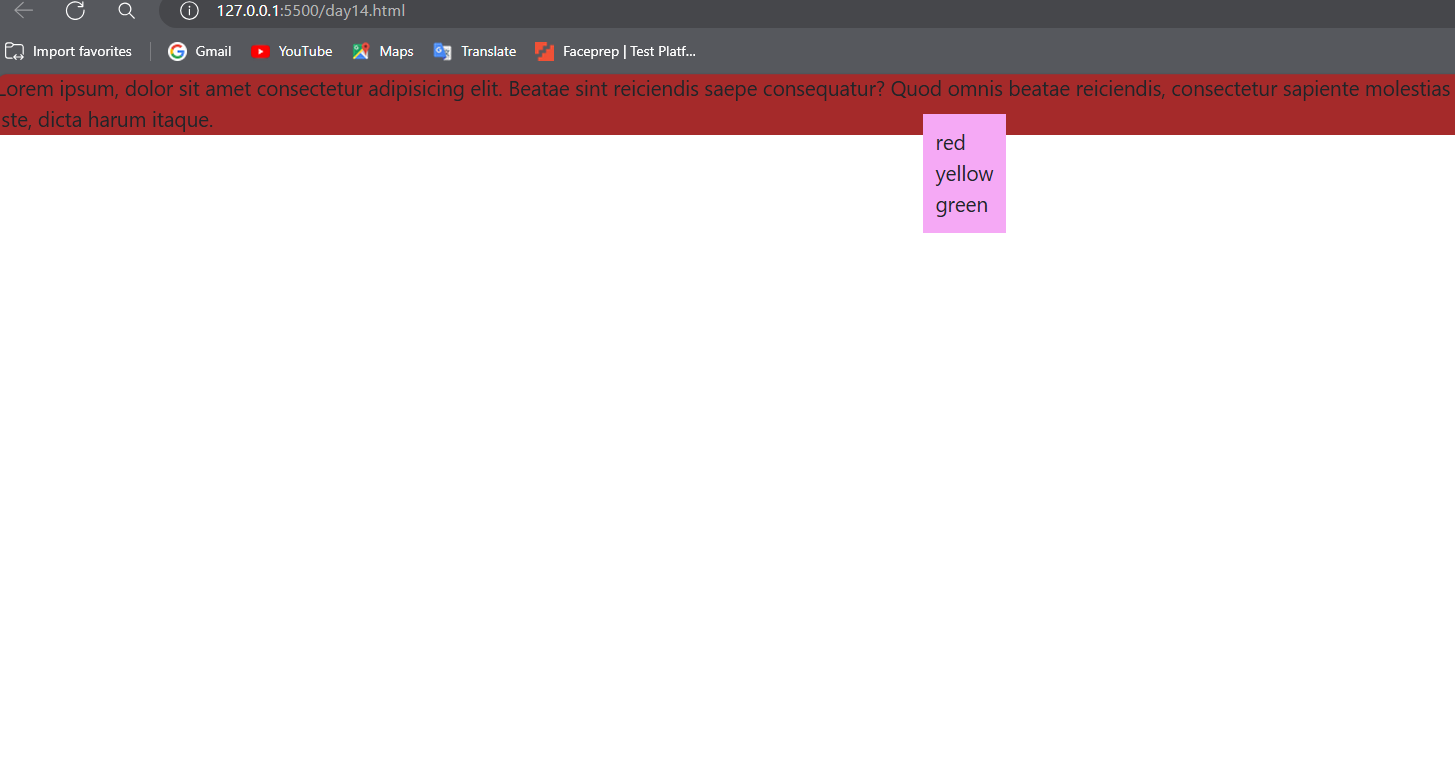 127.0.0.1:5500/day14.html
Import favorites Gmail YouTube Maps Translate Faceprep | Test Platf...
Lorem ipsum, dolor sit amet consectetur adipisicing elit. Beatae sint reiciendis saepe consequatur? Quod omnis beatae reiciendis, consectetur sapiente molestias
ste, dicta harum itaque.
red
yellow
green